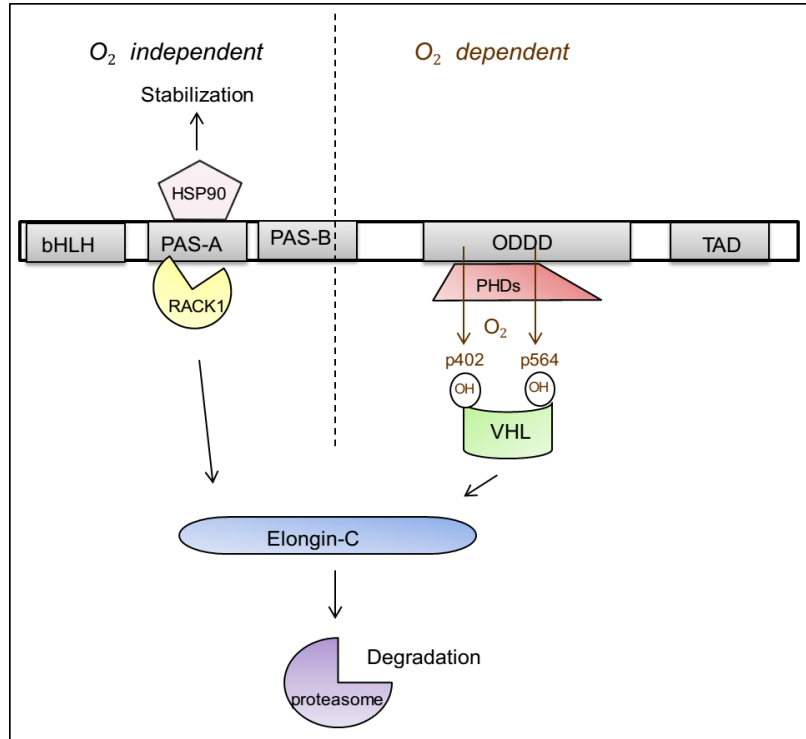 O₂ independent
O₂ dependent
Stabilization
HSP90
bHLH
PAS-A
PAS-B
ODDD
TAD
RACK1
PHDs
O₂
p402
p564
OH
OH
VHL
Elongin-C
Degradation
proteasome